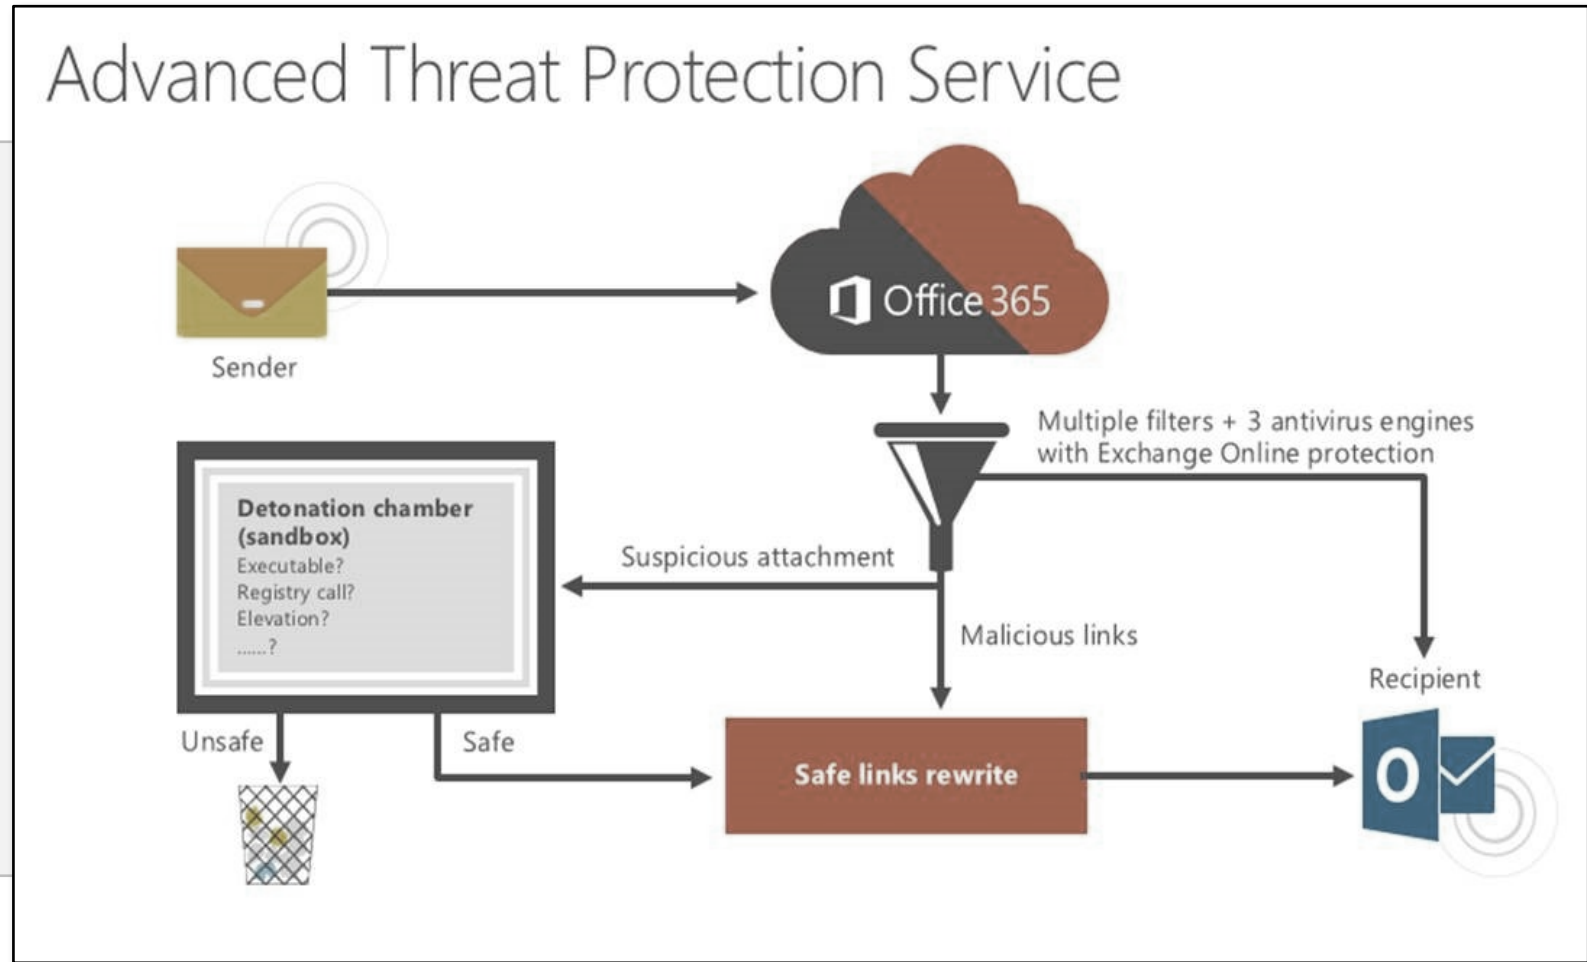 Advanced Threat Protection Service
Office 365
Sender
Multiple filters + 3 antivirus engines
with Exchange Online protection
Detonation chamber
(sandbox)
Executable?
Registry call?
Elevation?
......?
Suspicious attachment
Malicious links
Recipient
Unsafe
Safe
Safe links rewrite
O